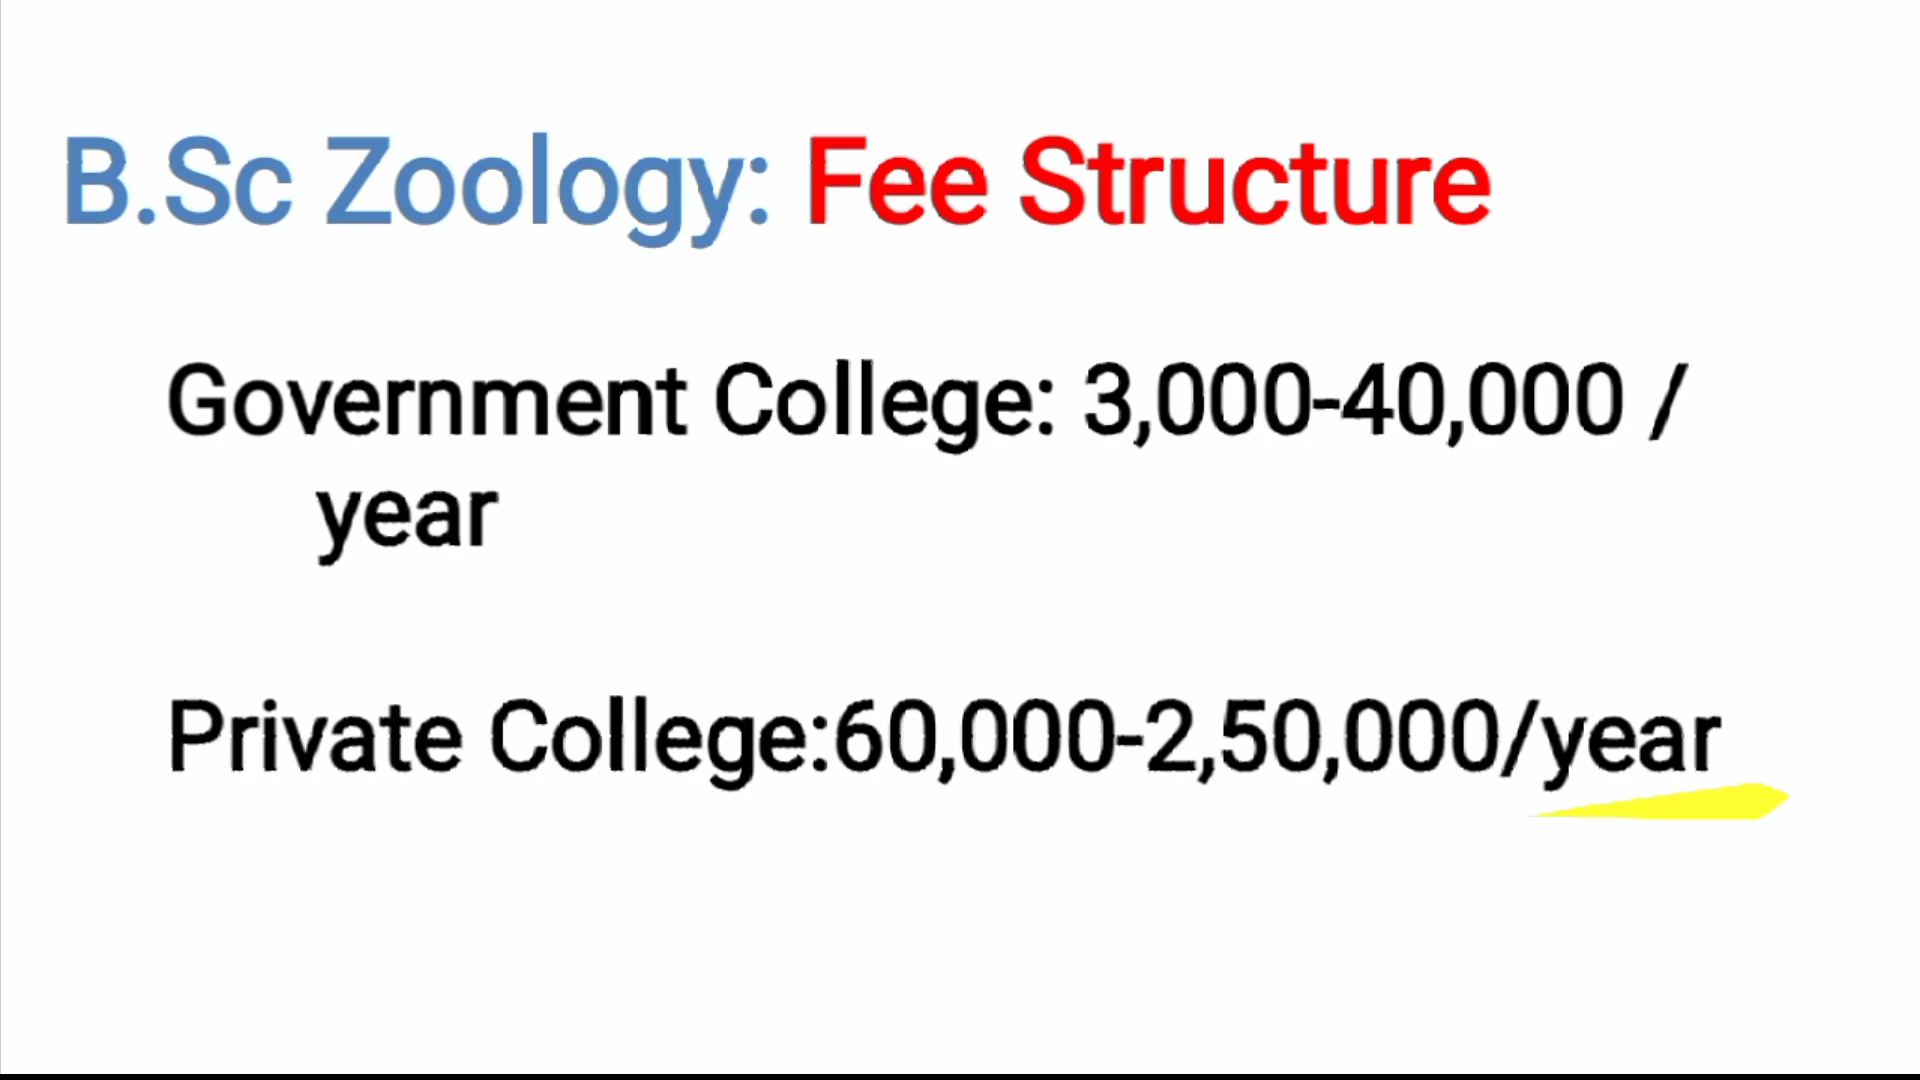 B.Sc Zoology: Fee Structure
Government College: 3,000-40,000 /
year
Private College:60,000-2,50,000/year